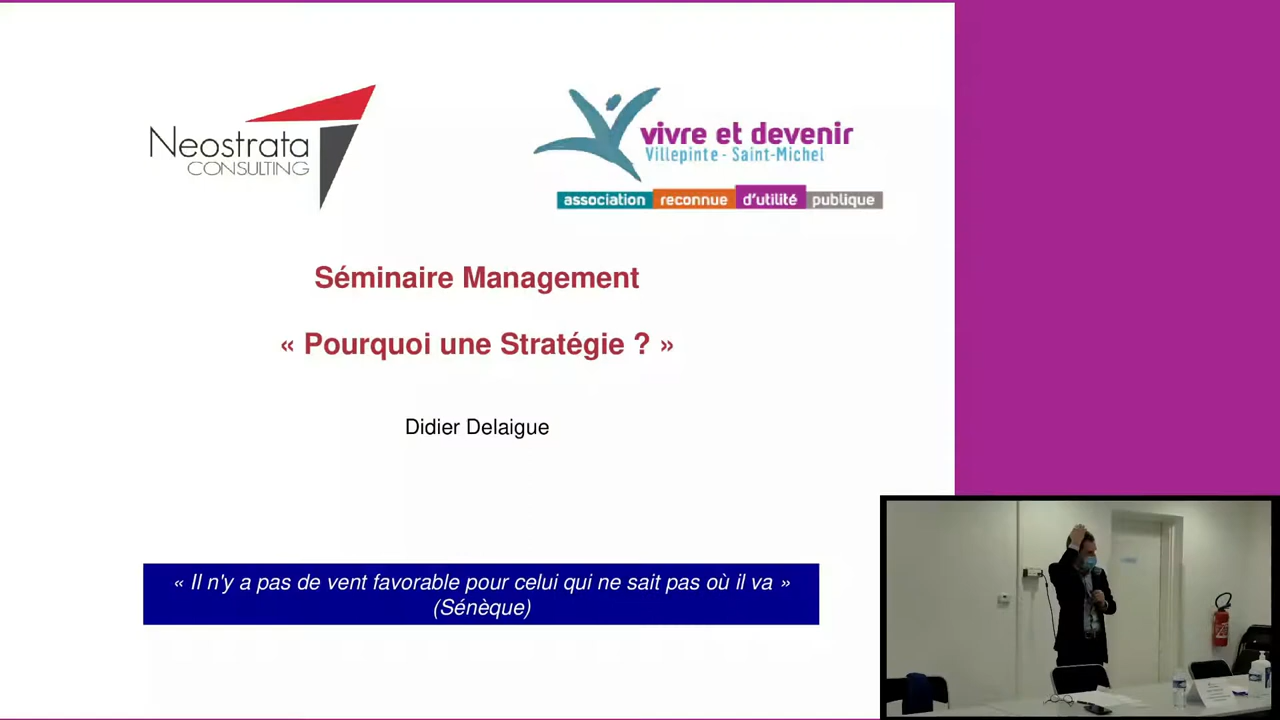 Neostrata
CONSULTING
vivre et devenir
Villepinte - Saint-Michel
association reconnue d'utilité publique
Séminaire Management
« Pourquoi une Stratégie ? »
Didier Delaigue
« Il n'y a pas de vent favorable pour celui qui ne sait pas où il va »
(Sénèque)